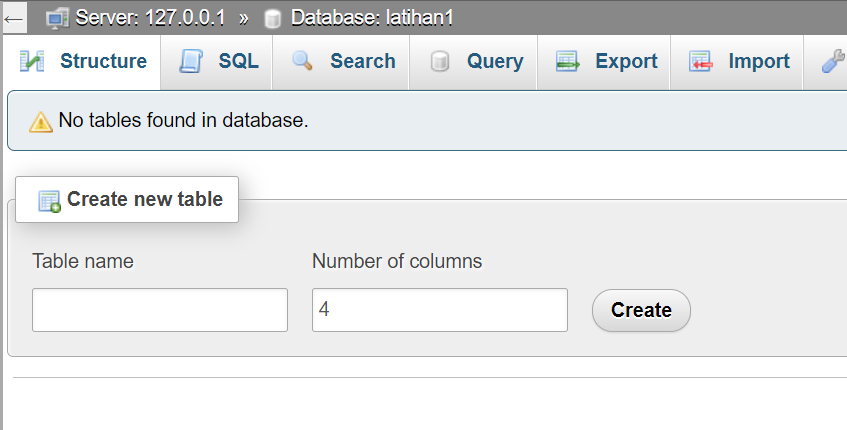 ← Server: 127.0.0.1 » Database: latihan1
Structure SQL Search Query Export Import
No tables found in database.
Create new table
Table name Number of columns
4 Create